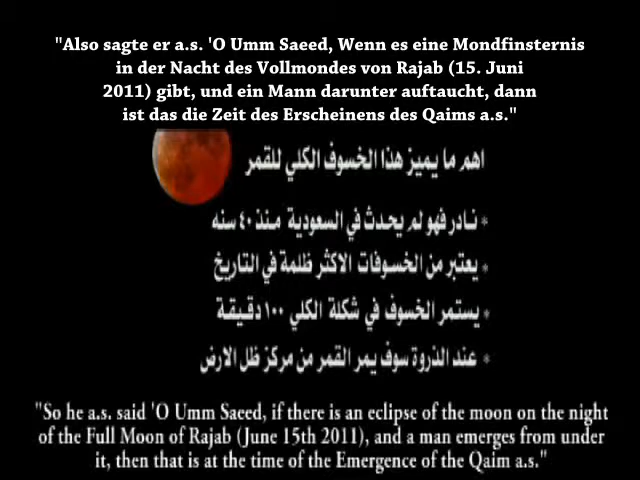 "Also sagte er a.s. 'O Umm Saeed, Wenn es eine Mondfinsternis
in der Nacht des Vollmondes von Rajab (15. Juni
2011) gibt, und ein Mann darunter auftaucht, dann
ist das die Zeit des Erscheinens des Qaims a.s."
اهم ما يميز هذا الخسوف الكلي للقمر
* نادر فهو لم يحدث في السعودية منذ ٤٠ سنه
* يعتبر من الخسوفات الاكثر ظلمة في التاريخ
* يستمر الخسوف في شكلة الكلي ١٠٠ دقيقة
* عند الذروة سوف يمر القمر من مركز ظل الارض
"So he a.s. said 'O Umm Saeed, if there is an eclipse of the moon on the night
of the Full Moon of Rajab (June 15th 2011), and a man emerges from under
it, then that is at the time of the Emergence of the Qaim a.s."